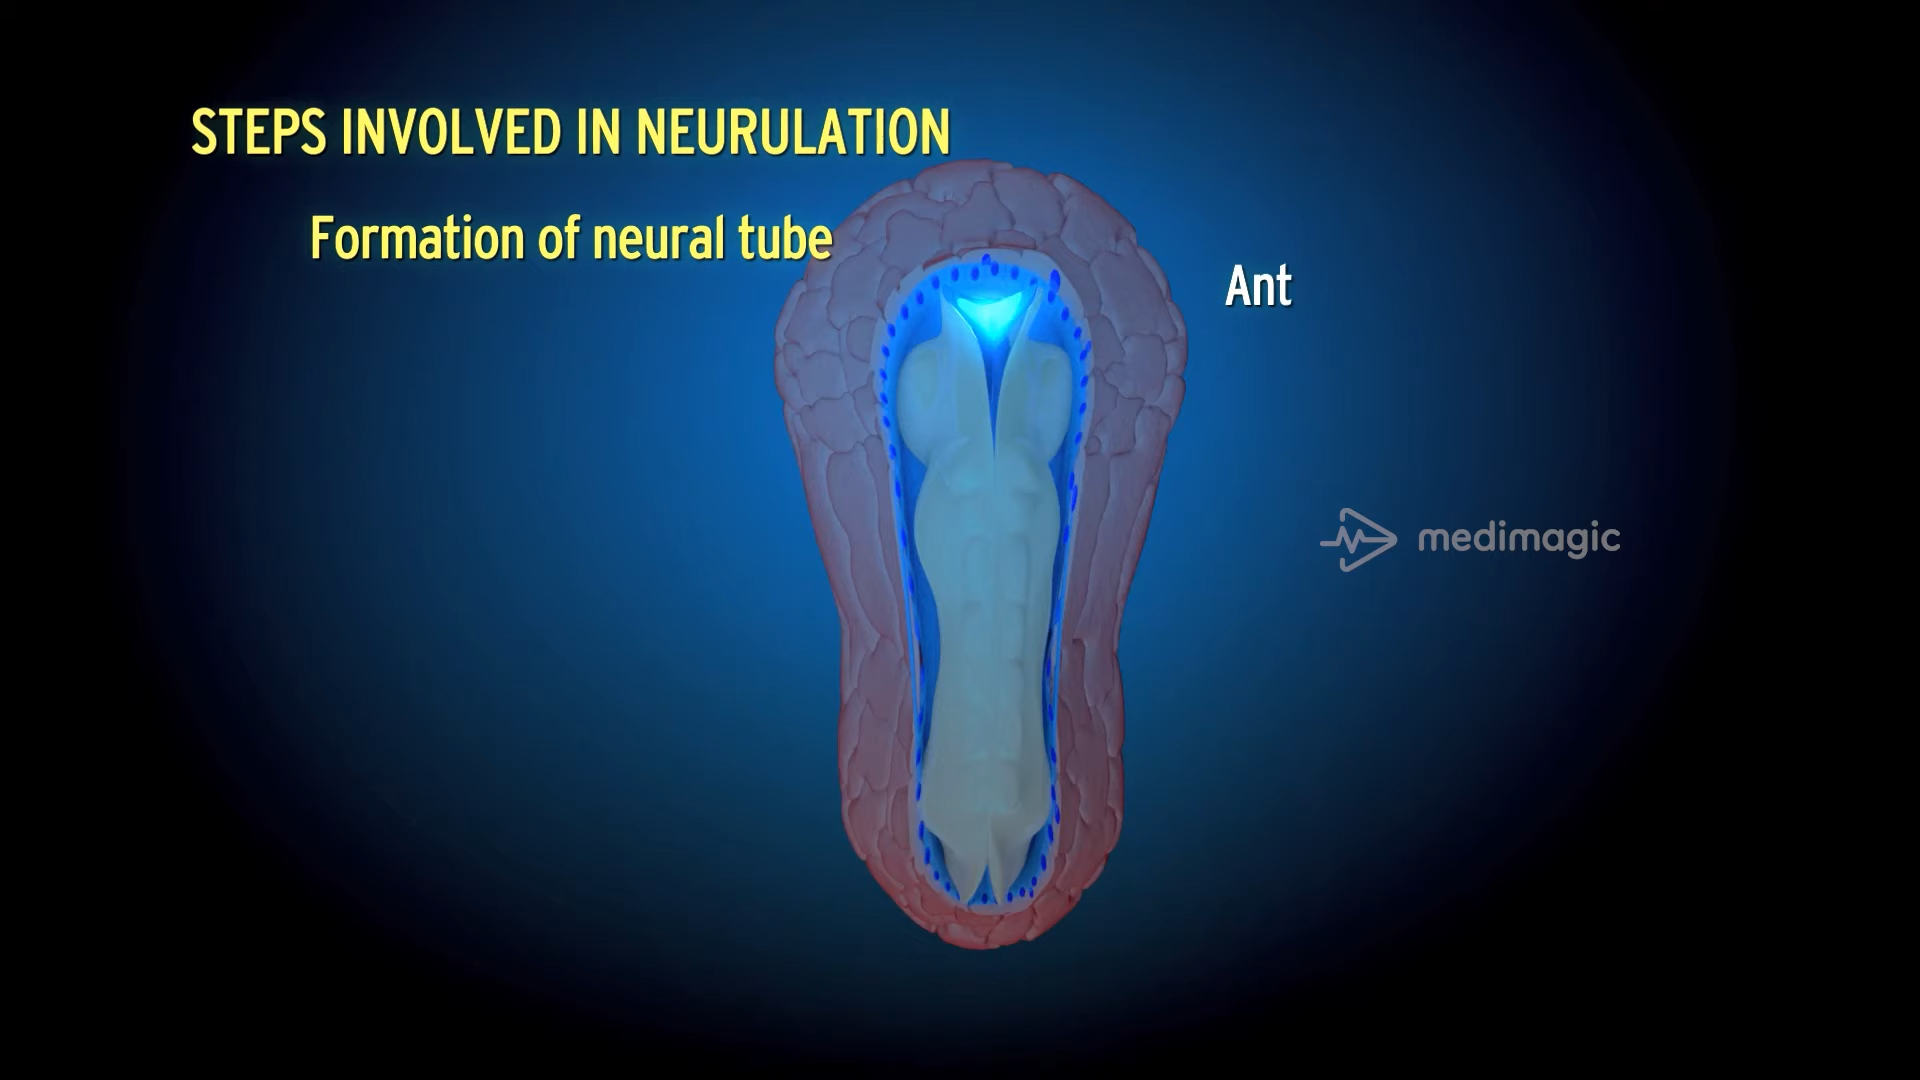 STEPS INVOLVED IN NEURULATION
Formation of neural tube
Ant
medimagic